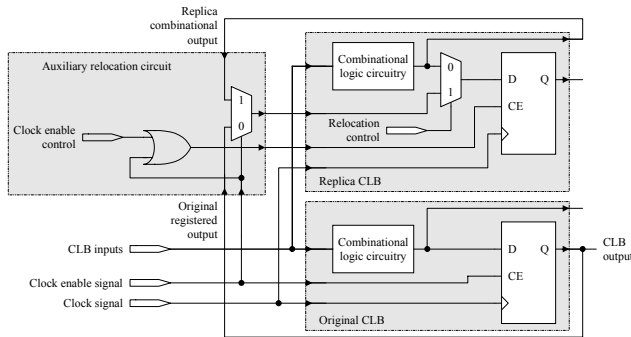 Replica
combinational
output
Auxiliary relocation circuit
Clock enable
control
1
0
Original
registered
output
Combinational
logic circuitry
0
1
Relocation
control
D
Q
CE
Replica CLB
CLB inputs
Clock enable signal
Clock signal
Combinational
logic circuitry
D
Q
CE
Original CLB
CLB
output